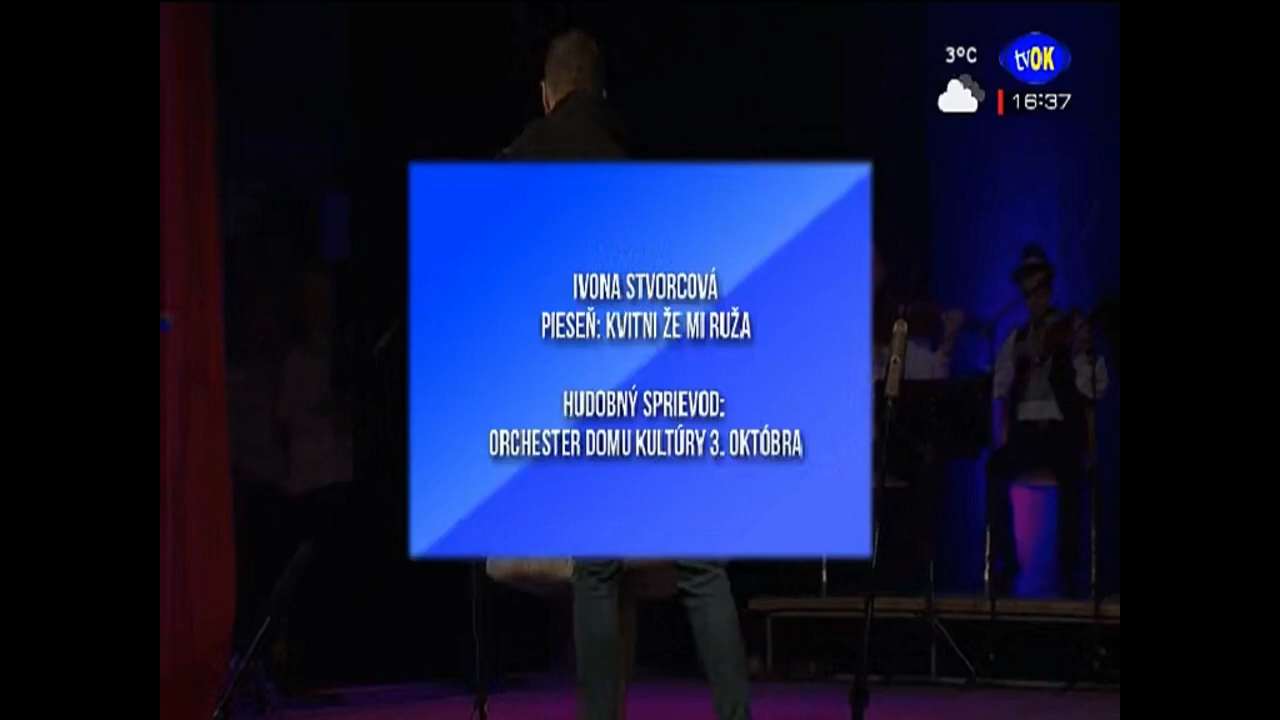 3°C
tvOK
16:37
IVONA STVORCOVÁ
PIESEŇ: KVITNI ŽE MI RUŽA
HUDOBNÝ SPRIEVOD:
ORCHESTER DOMU KULTÚRY 3. OKTÓBRA